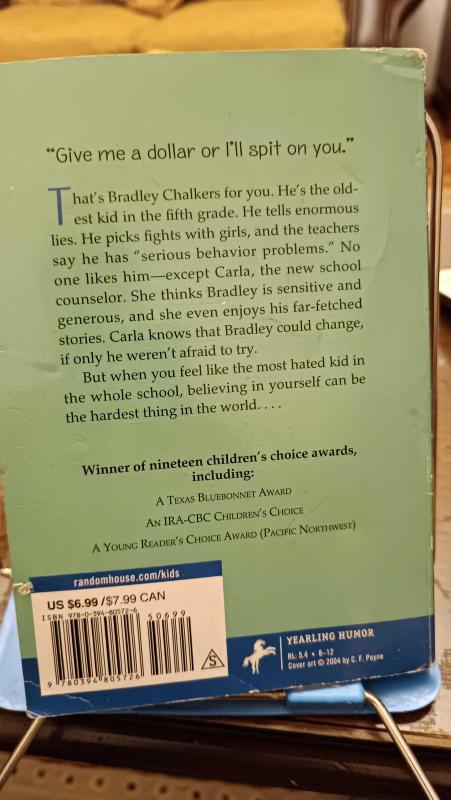 “Give me a dollar or I’ll spit on you.”
That’s Bradley Chalkers for you. He’s the old-
est kid in the fifth grade. He tells enormous
lies. He picks fights with girls, and the teachers
say he has “serious behavior problems.” No
one likes him—except Carla, the new school
counselor. She thinks Bradley is sensitive and
generous, and she even enjoys his far-fetched
stories. Carla knows that Bradley could change,
if only he weren’t afraid to try.
But when you feel like the most hated kid in
the whole school, believing in yourself can be
the hardest thing in the world. . . .
Winner of nineteen children’s choice awards,
including:
A TEXAS BLUEBONNET AWARD
AN IRA-CBC CHILDREN’S CHOICE
A YOUNG READER’S CHOICE AWARD (PACIFIC NORTHWEST)
randomhouse.com/kids
US $6.99 / $7.99 CAN
ISBN 978-0-394-80572-6
50699
9 780394 805726
S
YEARLING HUMOR
RL: 5.4 • 8–12
Cover art © 2004 by C. F. Payne